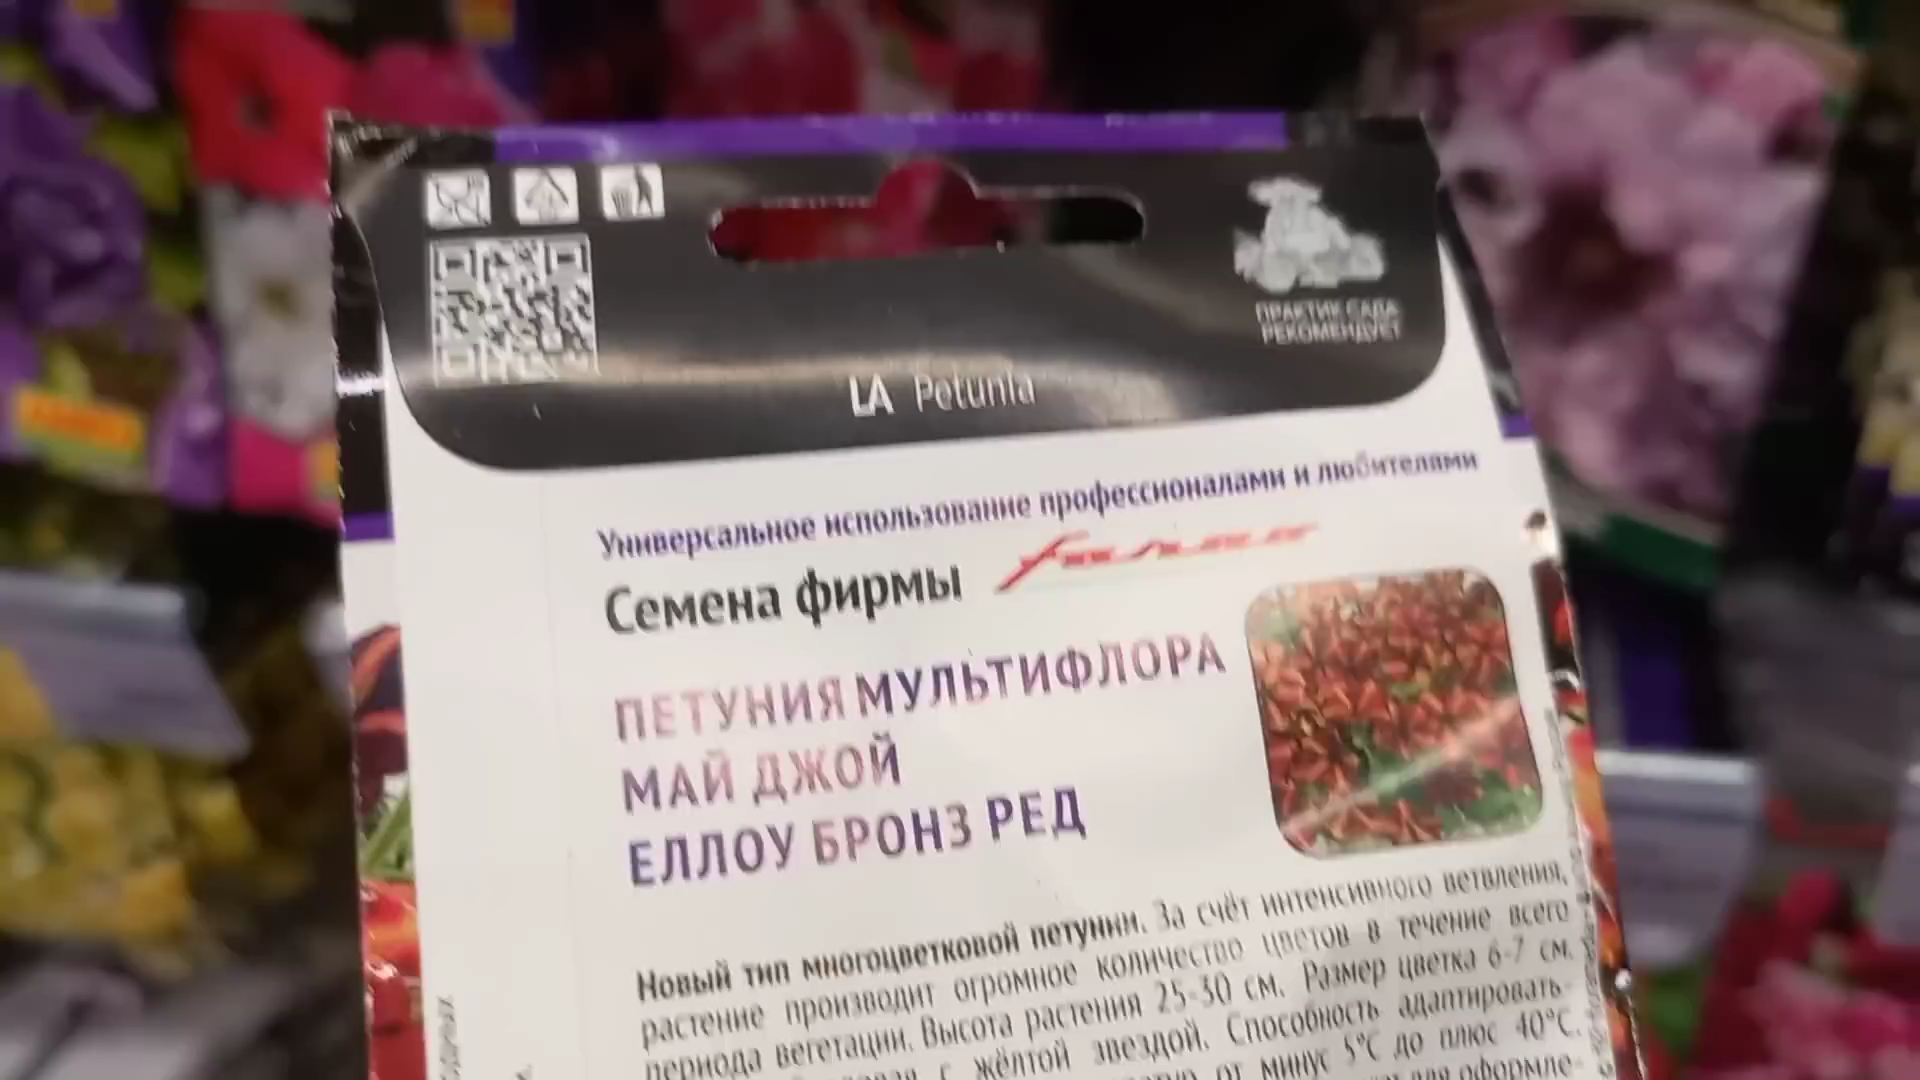 ПРАКТИК САДА
РЕКОМЕНДУЕТ
LA Petunia
Универсальное использование профессионалами и любителями
Семена фирмы
ПЕТУНИЯ МУЛЬТИФЛОРА
МАЙ ДЖОЙ
ЕЛЛОУ БРОНЗ РЕД
Новый тип многоцветковой петунии. За счёт интенсивного ветвления,
растение производит огромное количество цветов в течение всего
периода вегетации. Высота растения 25-30 см. Размер цветка 6-7 см.
с жёлтой звездой. Способность адаптировать-
от минус 5°С до плюс 40°С.
для оформле-